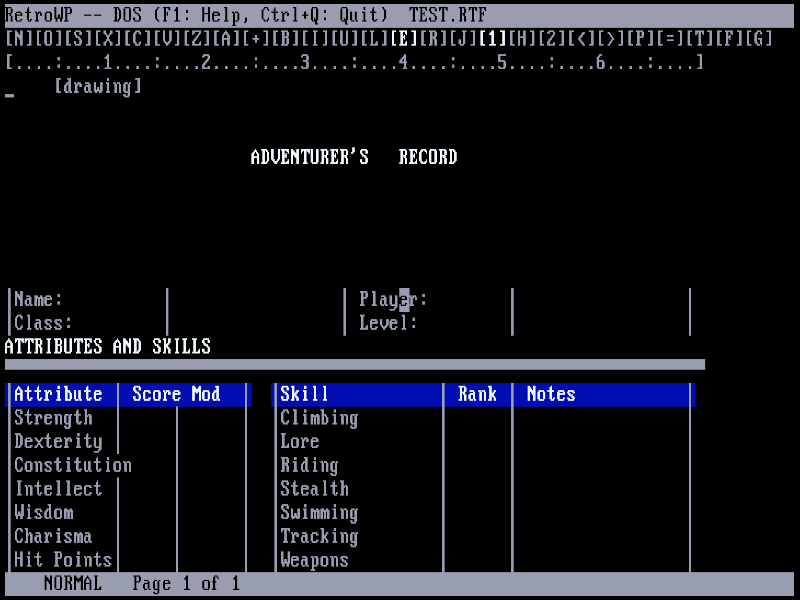 RetroWP -- DOS (F1: Help, Ctrl+Q: Quit)  TEST.RTF
[N][O][S][X][C][V][Z][A][+][B][I][U][L][E][R][J][1][H][2][<][>][P][=][T][F][G]
[....:....1....:....2....:....3....:....4....:....5....:....6....:....]
[drawing]
ADVENTURER'S   RECORD
Name: Player:
Class: Level:
ATTRIBUTES AND SKILLS
Attribute Score Mod Skill Rank Notes
Strength Climbing
Dexterity Lore
Constitution Riding
Intellect Stealth
Wisdom Swimming
Charisma Tracking
Hit Points Weapons
NORMAL   Page 1 of 1